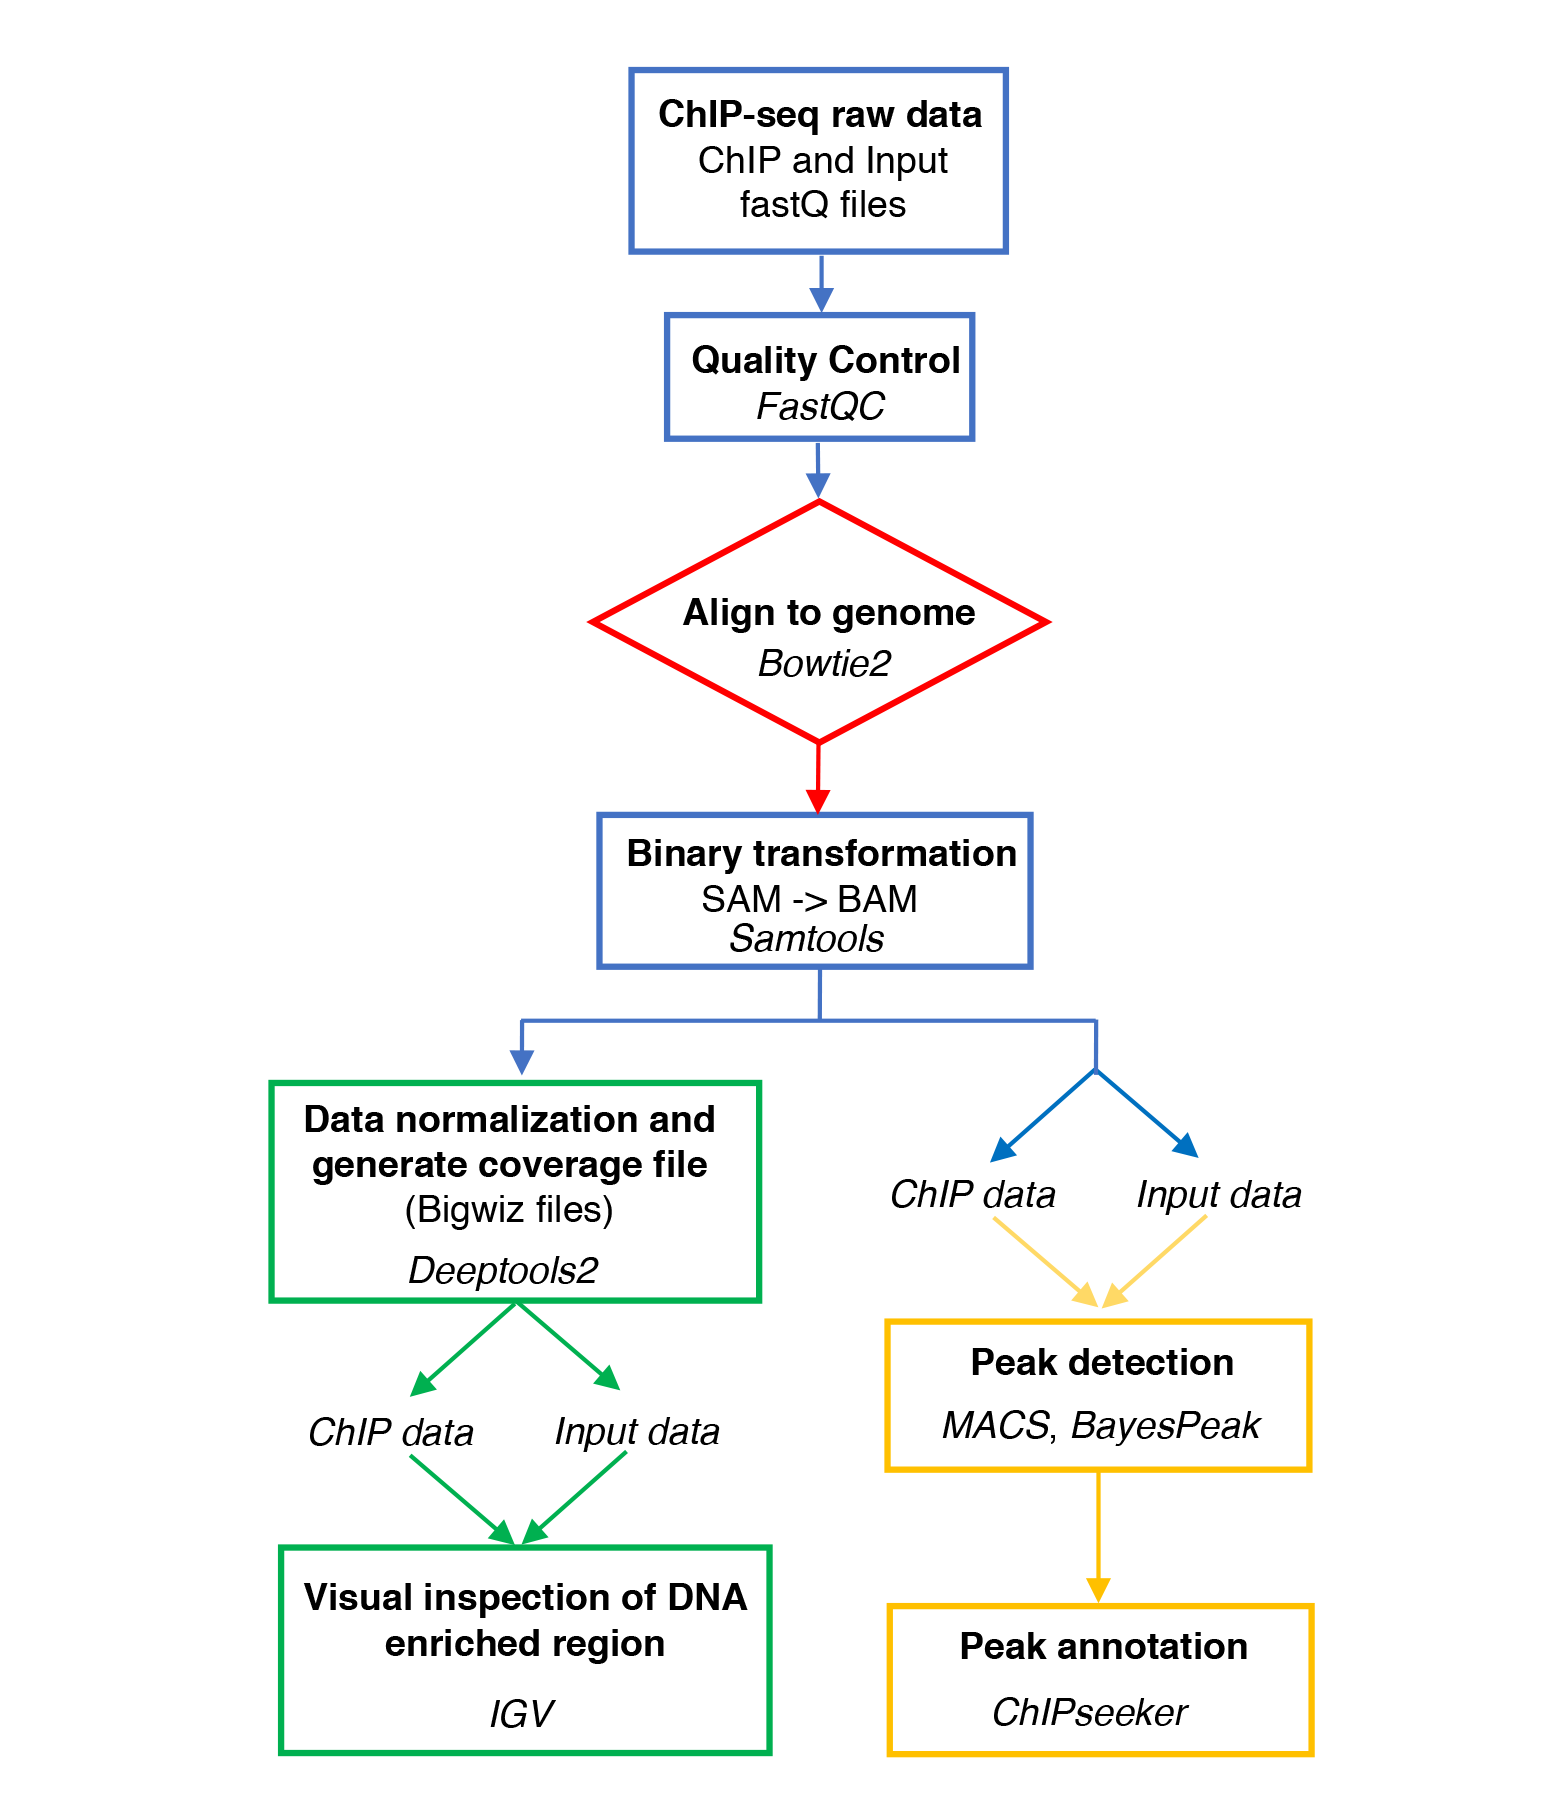 ChIP-seq raw data
ChIP and Input
fastQ files
Quality Control
FastQC
Align to genome
Bowtie2
Binary transformation
SAM -> BAM
Samtools
Data normalization and
generate coverage file
(Bigwiz files)
Deeptools2
ChIP data
Input data
Visual inspection of DNA
enriched region
IGV
ChIP data
Input data
Peak detection
MACS, BayesPeak
Peak annotation
ChIPseeker